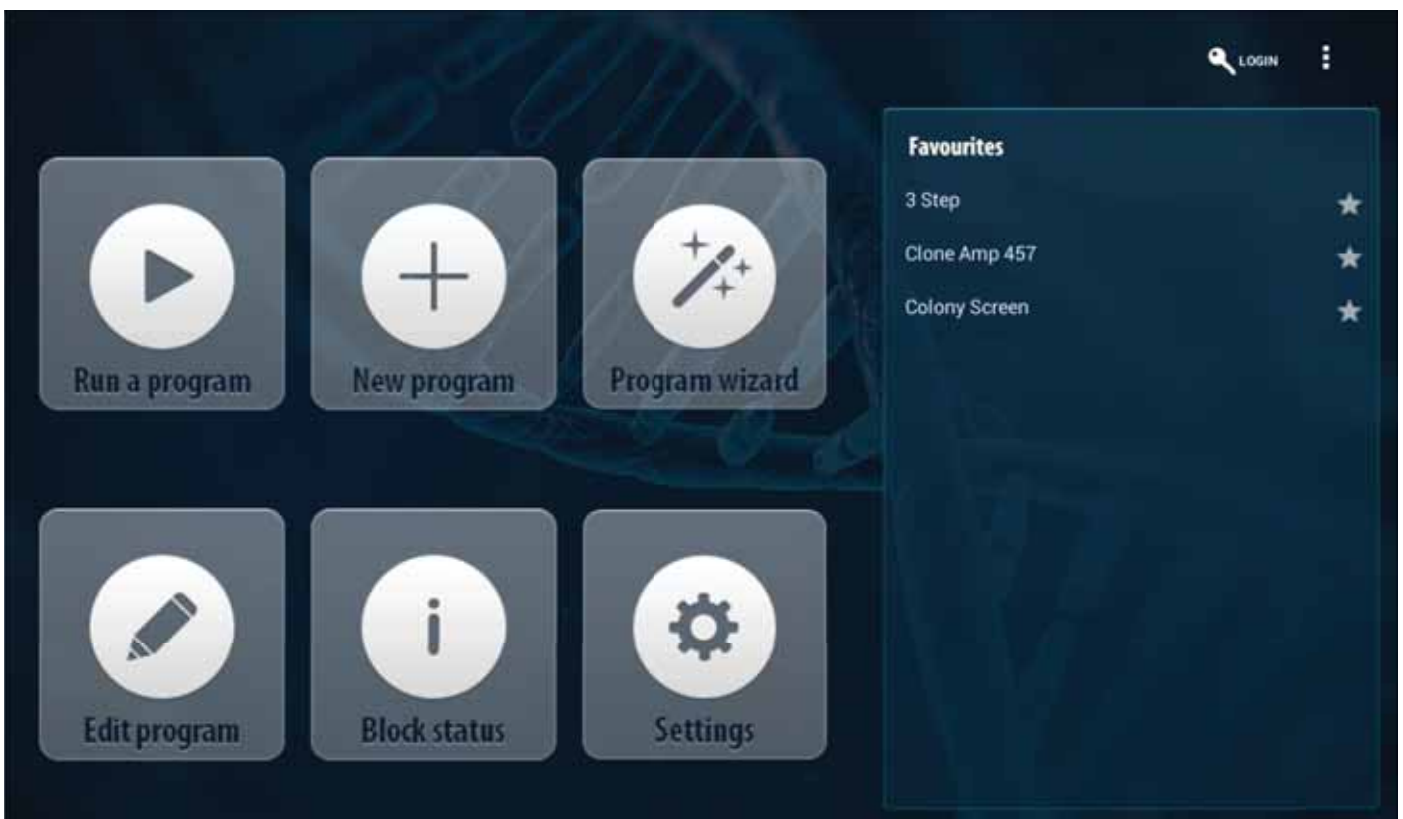 LOGIN
Favourites
3 Step
Clone Amp 457
Colony Screen
Run a program
New program
Program wizard
Edit program
Block status
Settings